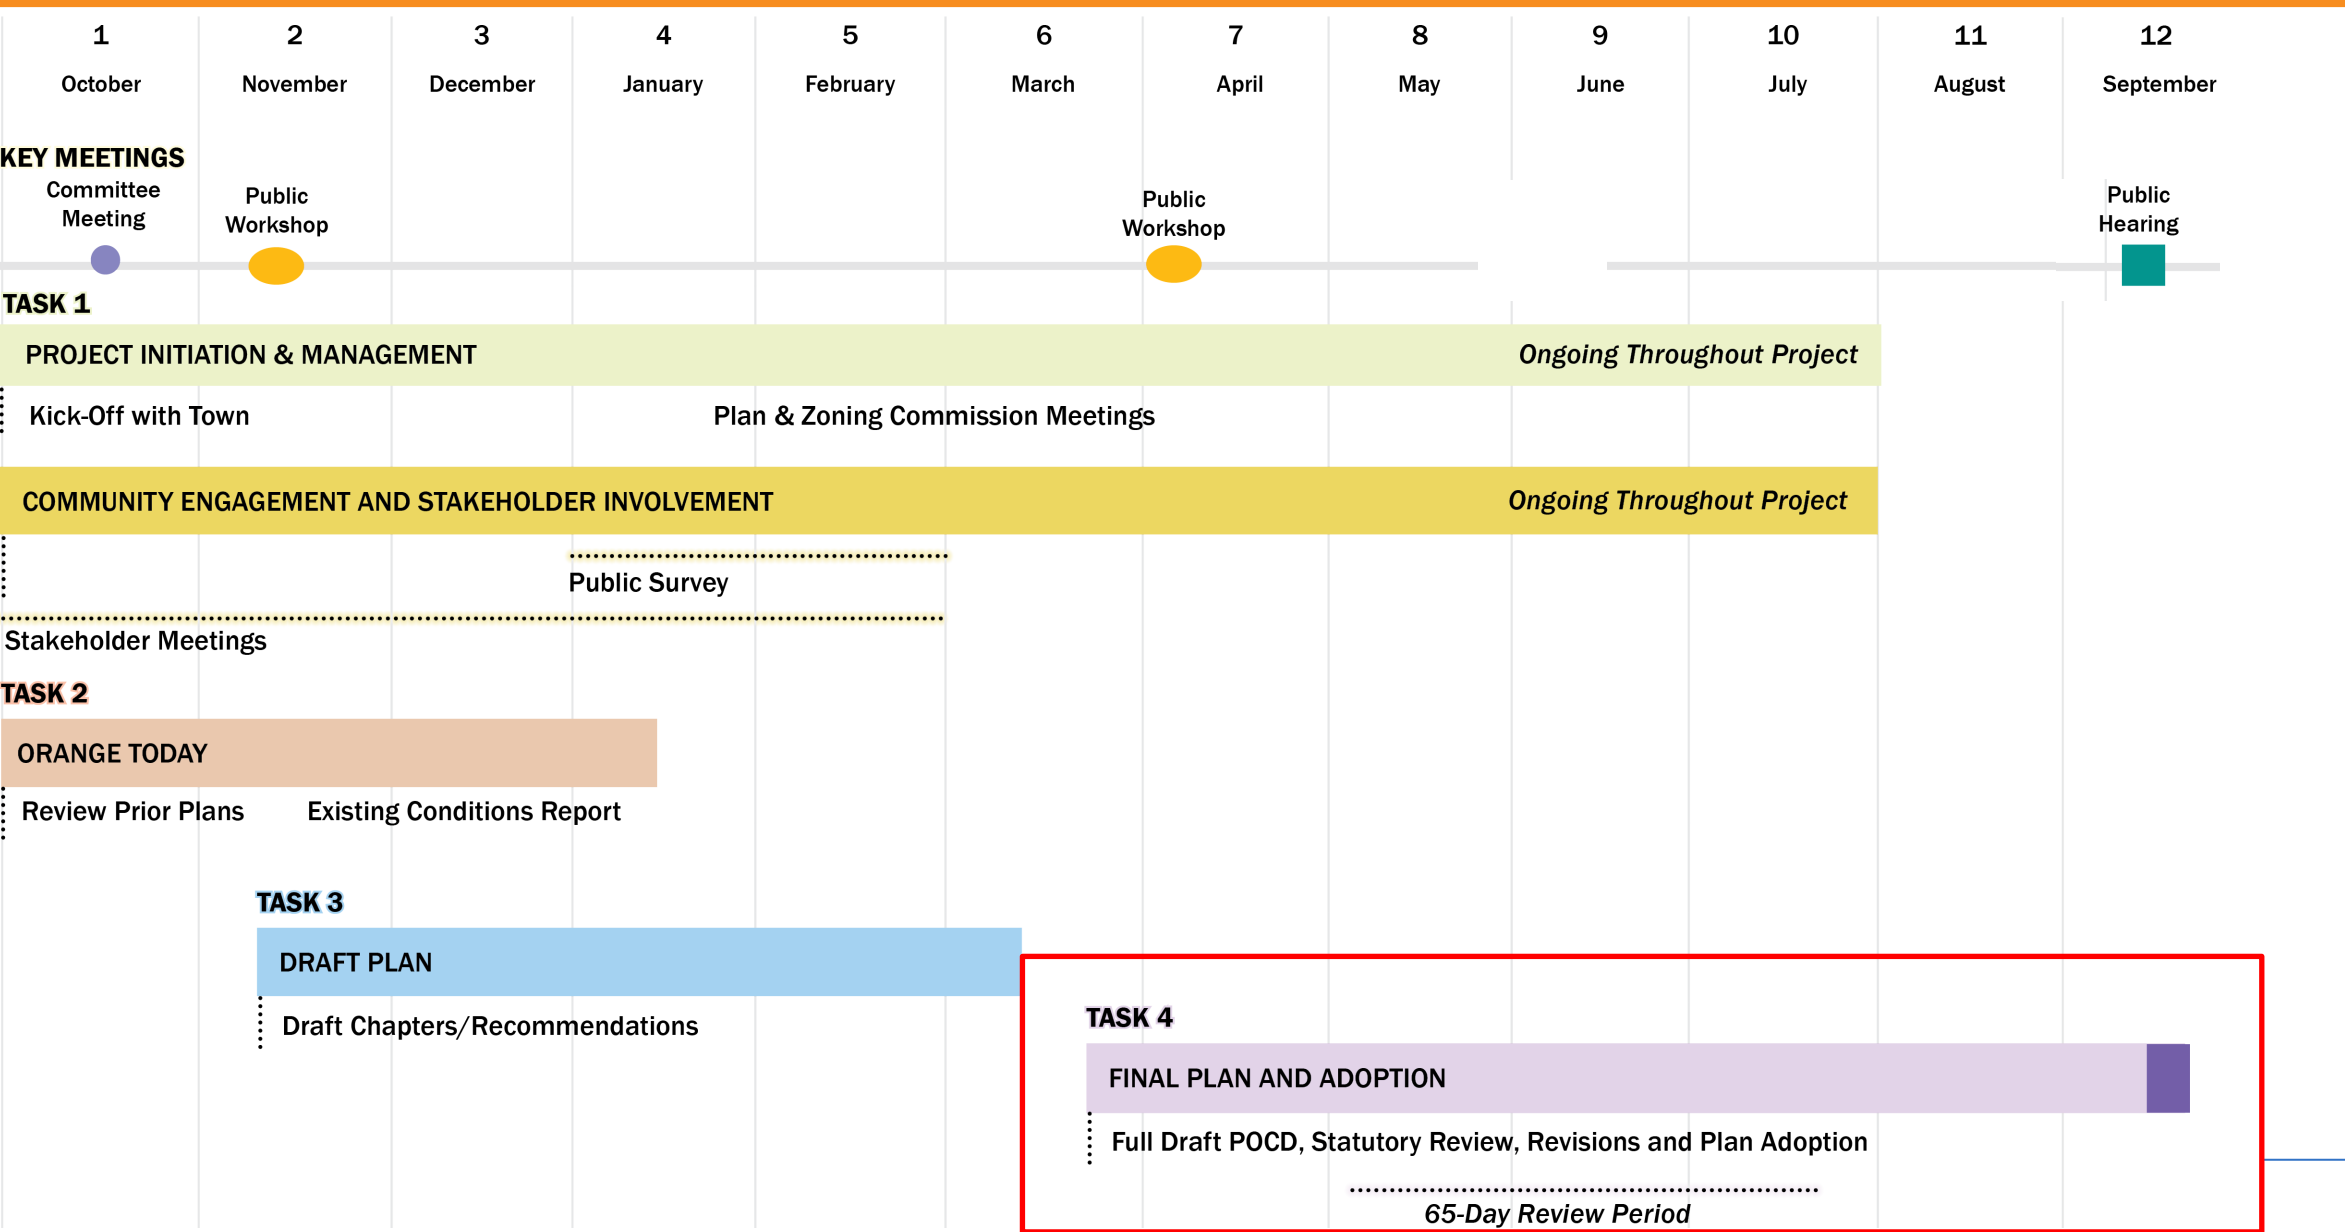 1 2 3 4 5 6 7 8 9 10 11 12
October November December January February March April May June July August September
KEY MEETINGS
Committee
Meeting
Public
Workshop
Public
Workshop
Public
Hearing
TASK 1
PROJECT INITIATION & MANAGEMENT
Ongoing Throughout Project
Kick-Off with Town
Plan & Zoning Commission Meetings
COMMUNITY ENGAGEMENT AND STAKEHOLDER INVOLVEMENT
Ongoing Throughout Project
Public Survey
Stakeholder Meetings
TASK 2
ORANGE TODAY
Review Prior Plans
Existing Conditions Report
TASK 3
DRAFT PLAN
Draft Chapters/Recommendations
TASK 4
FINAL PLAN AND ADOPTION
Full Draft POCD, Statutory Review, Revisions and Plan Adoption
65-Day Review Period